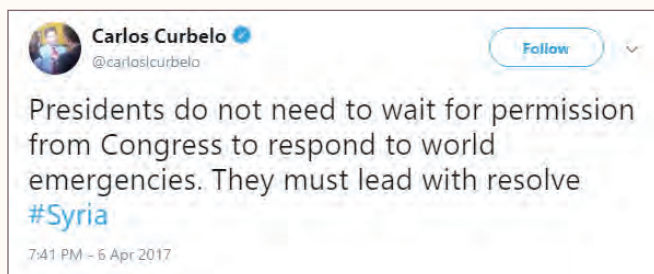 Carlos Curbelo
@carloslcurbelo
Follow
Presidents do not need to wait for permission
from Congress to respond to world
emergencies. They must lead with resolve
#Syria
7:41 PM - 6 Apr 2017